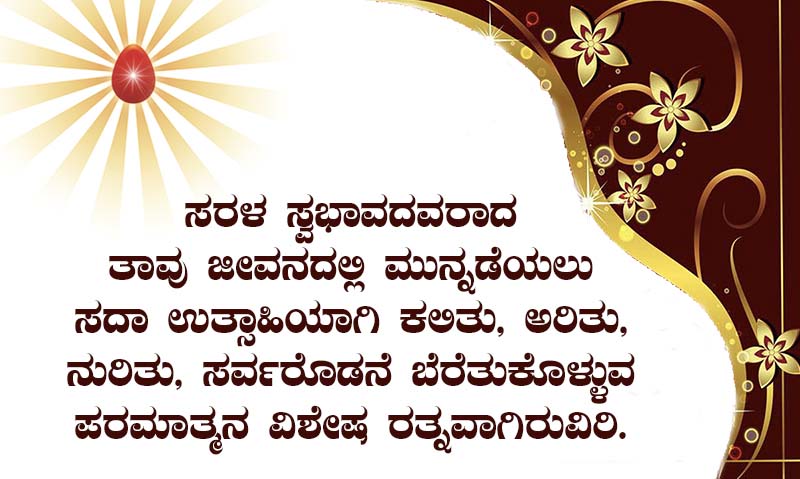 ಸರಳ ಸ್ವಭಾವದವರಾದ
ತಾವು ಜೀವನದಲ್ಲಿ ಮುನ್ನಡೆಯಲು
ಸದಾ ಉತ್ಸಾಹಿಯಾಗಿ ಕಲಿತು, ಅರಿತು,
ನುರಿತು, ಸರ್ವರೊಡನೆ ಬೆರೆತುಕೊಳ್ಳುವ
ಪರಮಾತ್ಮನ ವಿಶೇಷ ರತ್ನವಾಗಿರುವಿರಿ.